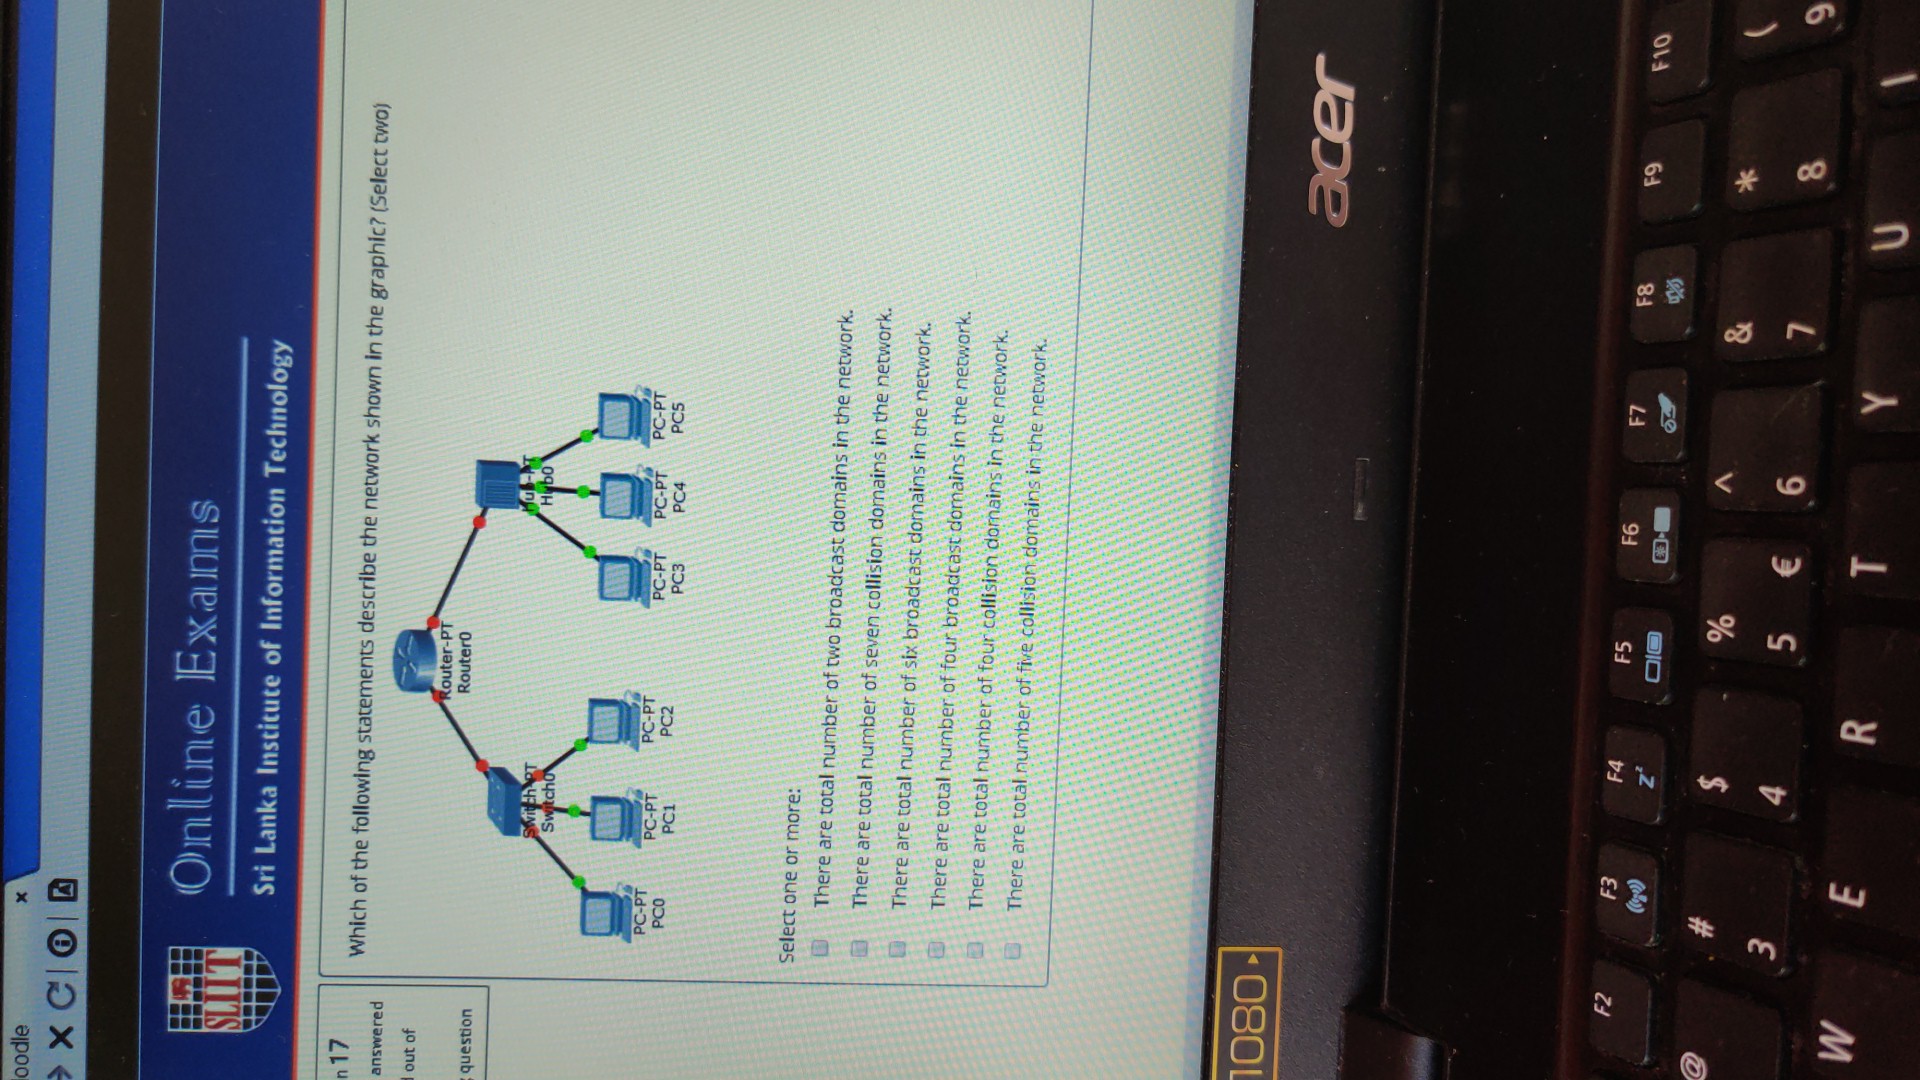 oodle
SLIIT
Online Exams
Sri Lanka Institute of Information Technology
n 17
answered
out of
question
Which of the following statements describe the network shown in the graphic? (Select two)
Router-PT
Router0
Switch-PT
Switch0
Hub-PT
Hub0
PC-PT
PC0
PC-PT
PC1
PC-PT
PC2
PC-PT
PC3
PC-PT
PC4
PC-PT
PC5
Select one or more:
There are total number of two broadcast domains in the network.
There are total number of seven collision domains in the network.
There are total number of six broadcast domains in the network.
There are total number of four broadcast domains in the network.
There are total number of four collision domains in the network.
There are total number of five collision domains in the network.
1080
acer
F2 F3 F4 F5 F6 F7 F8 F9 F10
Zz
@ # $ % ^ & * (
3 4 5 € 6 7 8 9
W E R T Y U I